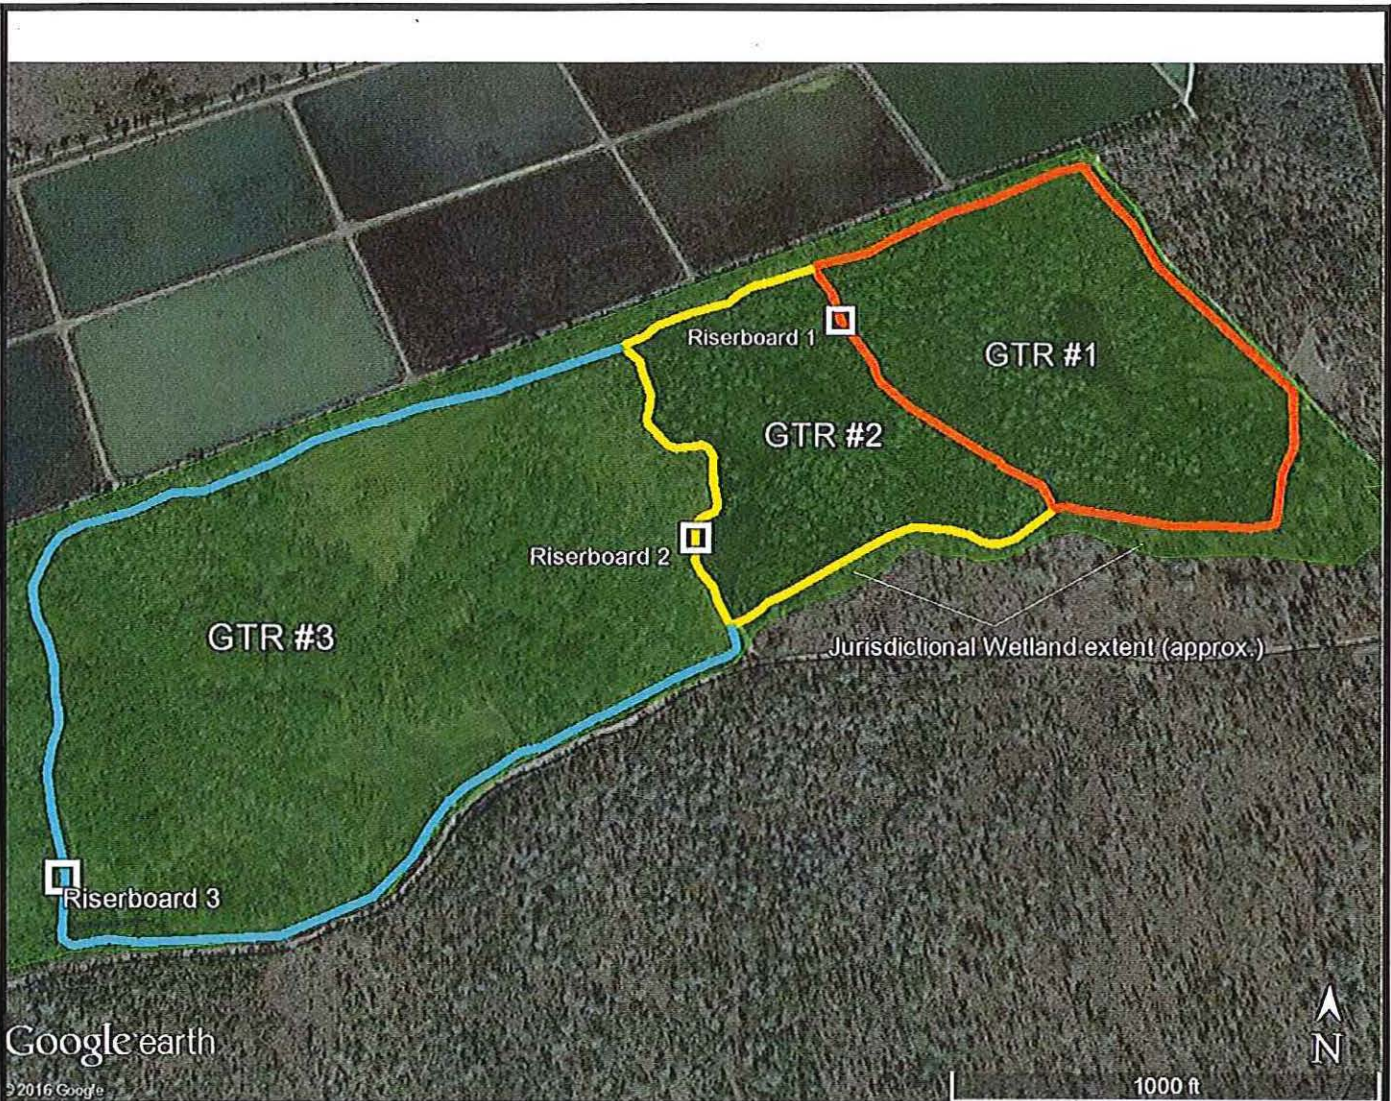 Riserboard 1
GTR #1
GTR #2
Riserboard 2
GTR #3
Jurisdictional Wetland extent (approx.)
Riserboard 3
Google earth
N
©2016 Google
1000 ft